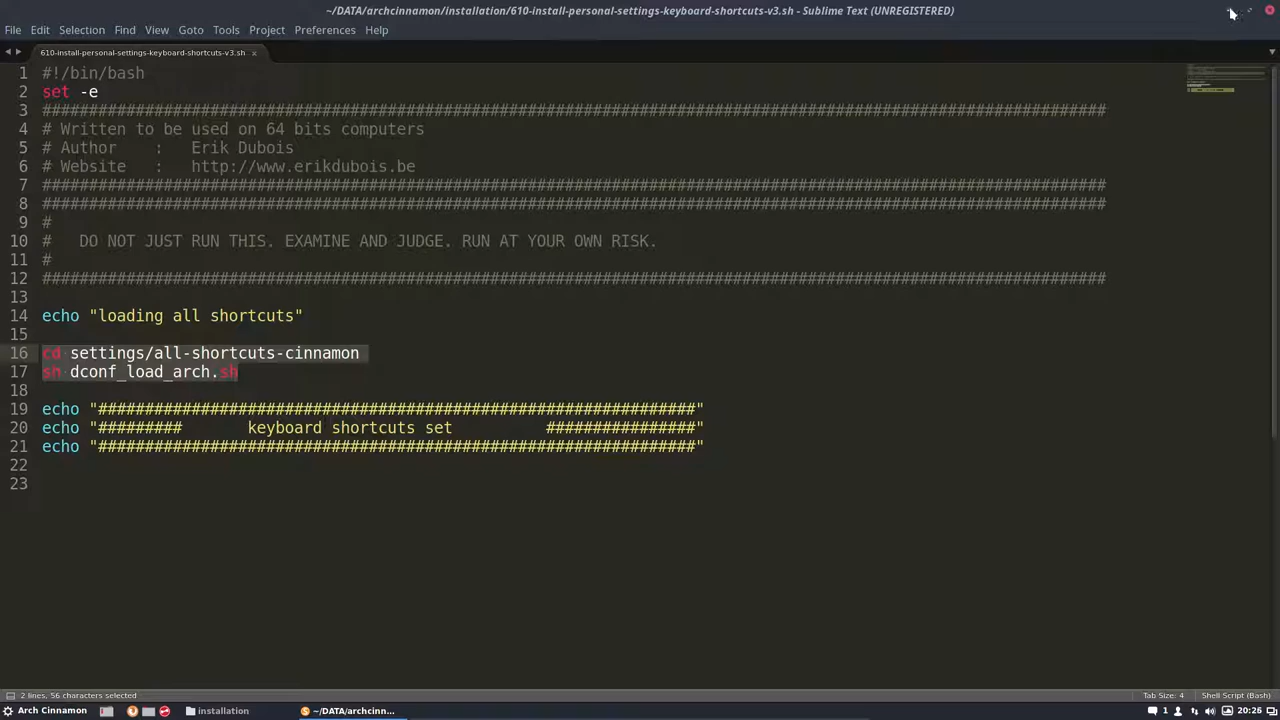 ~/DATA/archcinnamon/installation/610-install-personal-settings-keyboard-shortcuts-v3.sh - Sublime Text (UNREGISTERED)
File Edit Selection Find View Goto Tools Project Preferences Help
610-install-personal-settings-keyboard-shortcuts-v3.sh ×
1 #!/bin/bash
2 set -e
3 ##################################################################################################################
4 # Written to be used on 64 bits computers
5 # Author : Erik Dubois
6 # Website : http://www.erikdubois.be
7 ##################################################################################################################
8 ##################################################################################################################
9 #
10 # DO NOT JUST RUN THIS. EXAMINE AND JUDGE. RUN AT YOUR OWN RISK.
11 #
12 ##################################################################################################################
13
14 echo "loading all shortcuts"
15
16 cd settings/all-shortcuts-cinnamon
17 sh dconf_load_arch.sh
18
19 echo "################################################################"
20 echo "######### keyboard shortcuts set ################"
21 echo "################################################################"
22
23
2 lines, 56 characters selected Tab Size: 4 Shell Script (Bash)
Arch Cinnamon installation ~/DATA/archcinn... 1 20:26